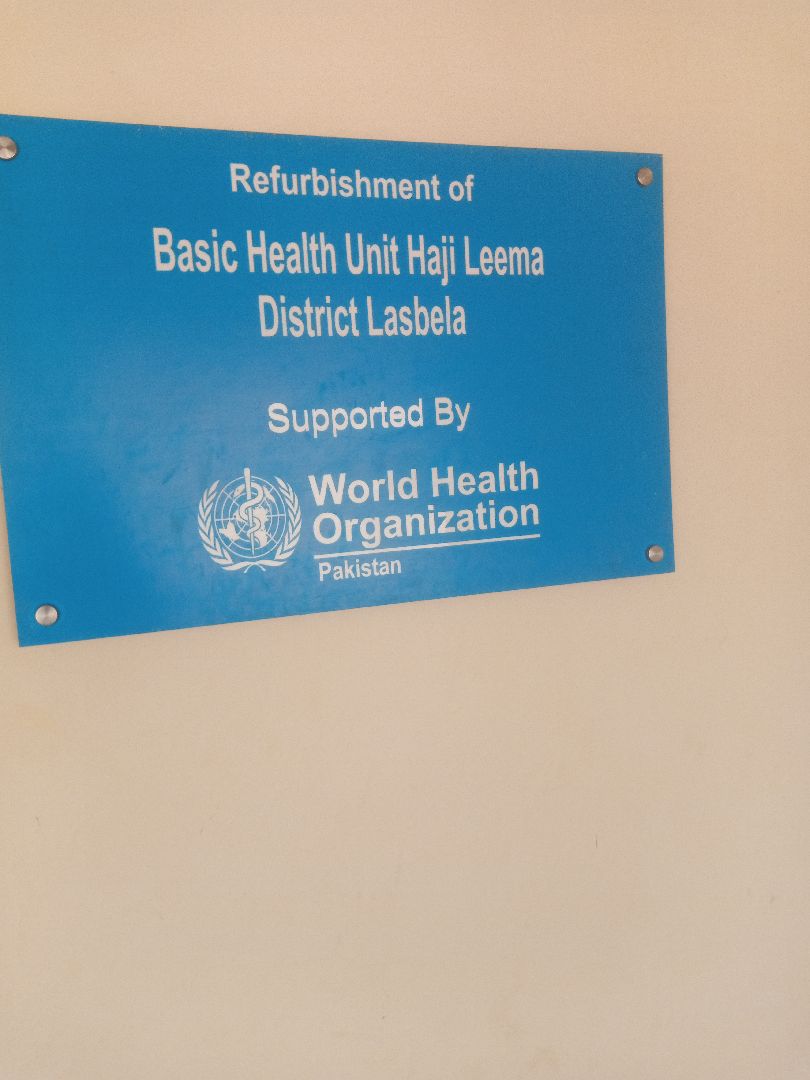 Refurbishment of
Basic Health Unit Haji Leema
District Lasbela
Supported By
World Health
Organization
Pakistan